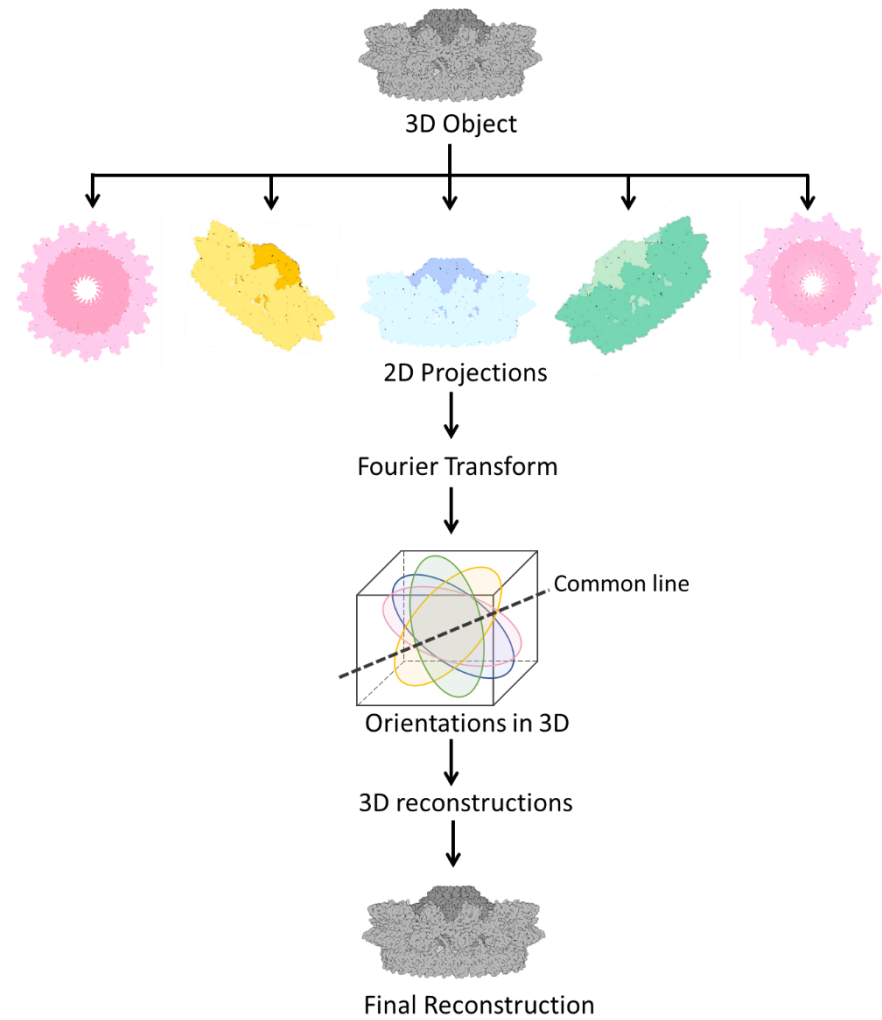 3D Object
2D Projections
Fourier Transform
Common line
Orientations in 3D
3D reconstructions
Final Reconstruction